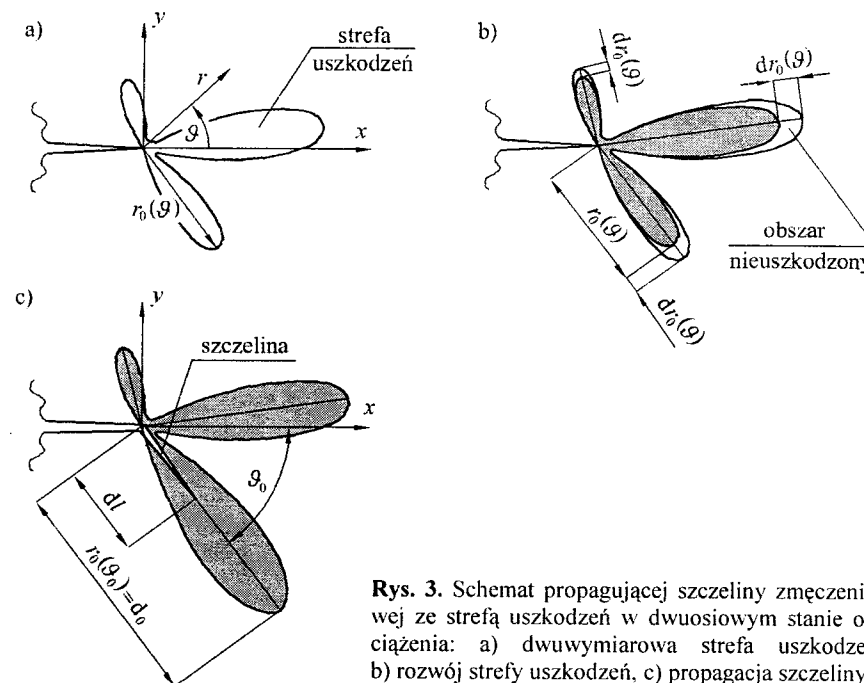 a)
y
r
strefa
uszkodzeń
ϑ
x
r₀(ϑ)
b)
dr₀(ϑ)
dr₀(ϑ)
r₀(ϑ)
dr₀(ϑ)
obszar
nieuszkodzony
c)
y
szczelina
x
ϑ₀
dl
r₀(ϑ₀)=d₀
Rys. 3. Schemat propagującej szczeliny zmęczeni
wej ze strefą uszkodzeń w dwuosiowym stanie o
ciążenia: a) dwuwymiarowa strefa uszkodze
b) rozwój strefy uszkodzeń, c) propagacja szczeliny